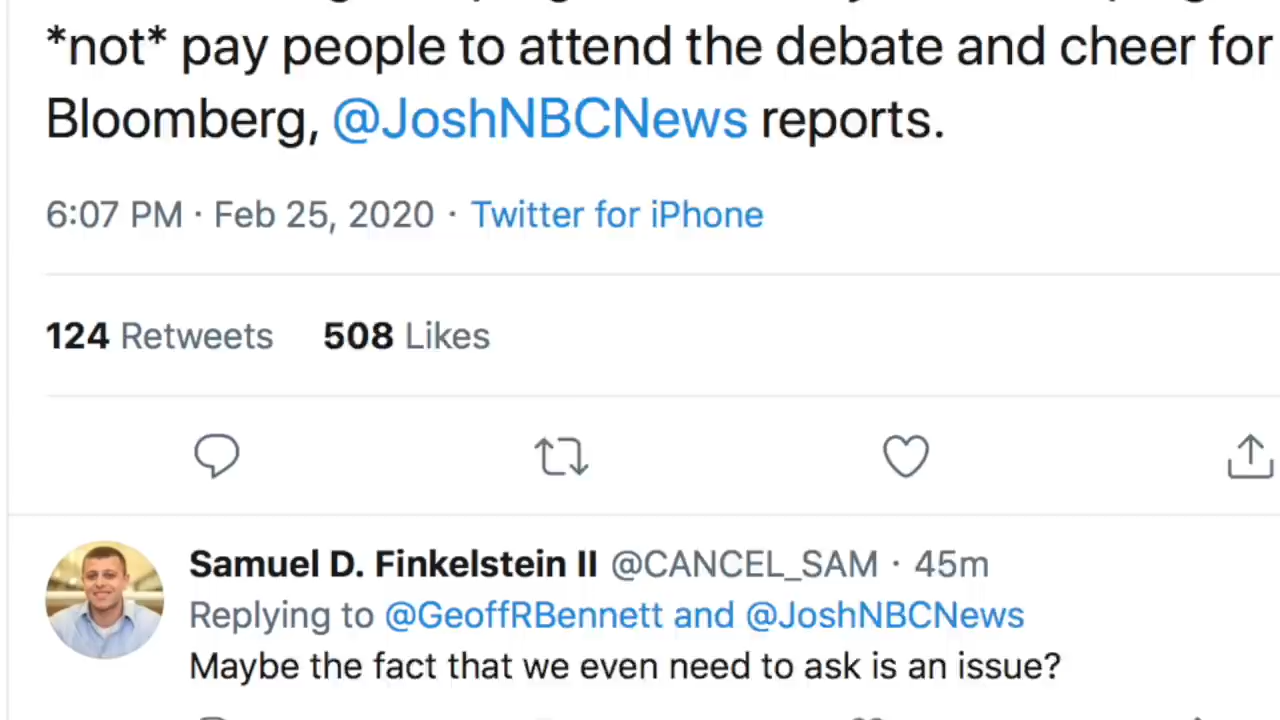 *not* pay people to attend the debate and cheer for
Bloomberg, @JoshNBCNews reports.
6:07 PM · Feb 25, 2020 · Twitter for iPhone
124 Retweets 508 Likes
Samuel D. Finkelstein II @CANCEL_SAM · 45m
Replying to @GeoffRBennett and @JoshNBCNews
Maybe the fact that we even need to ask is an issue?